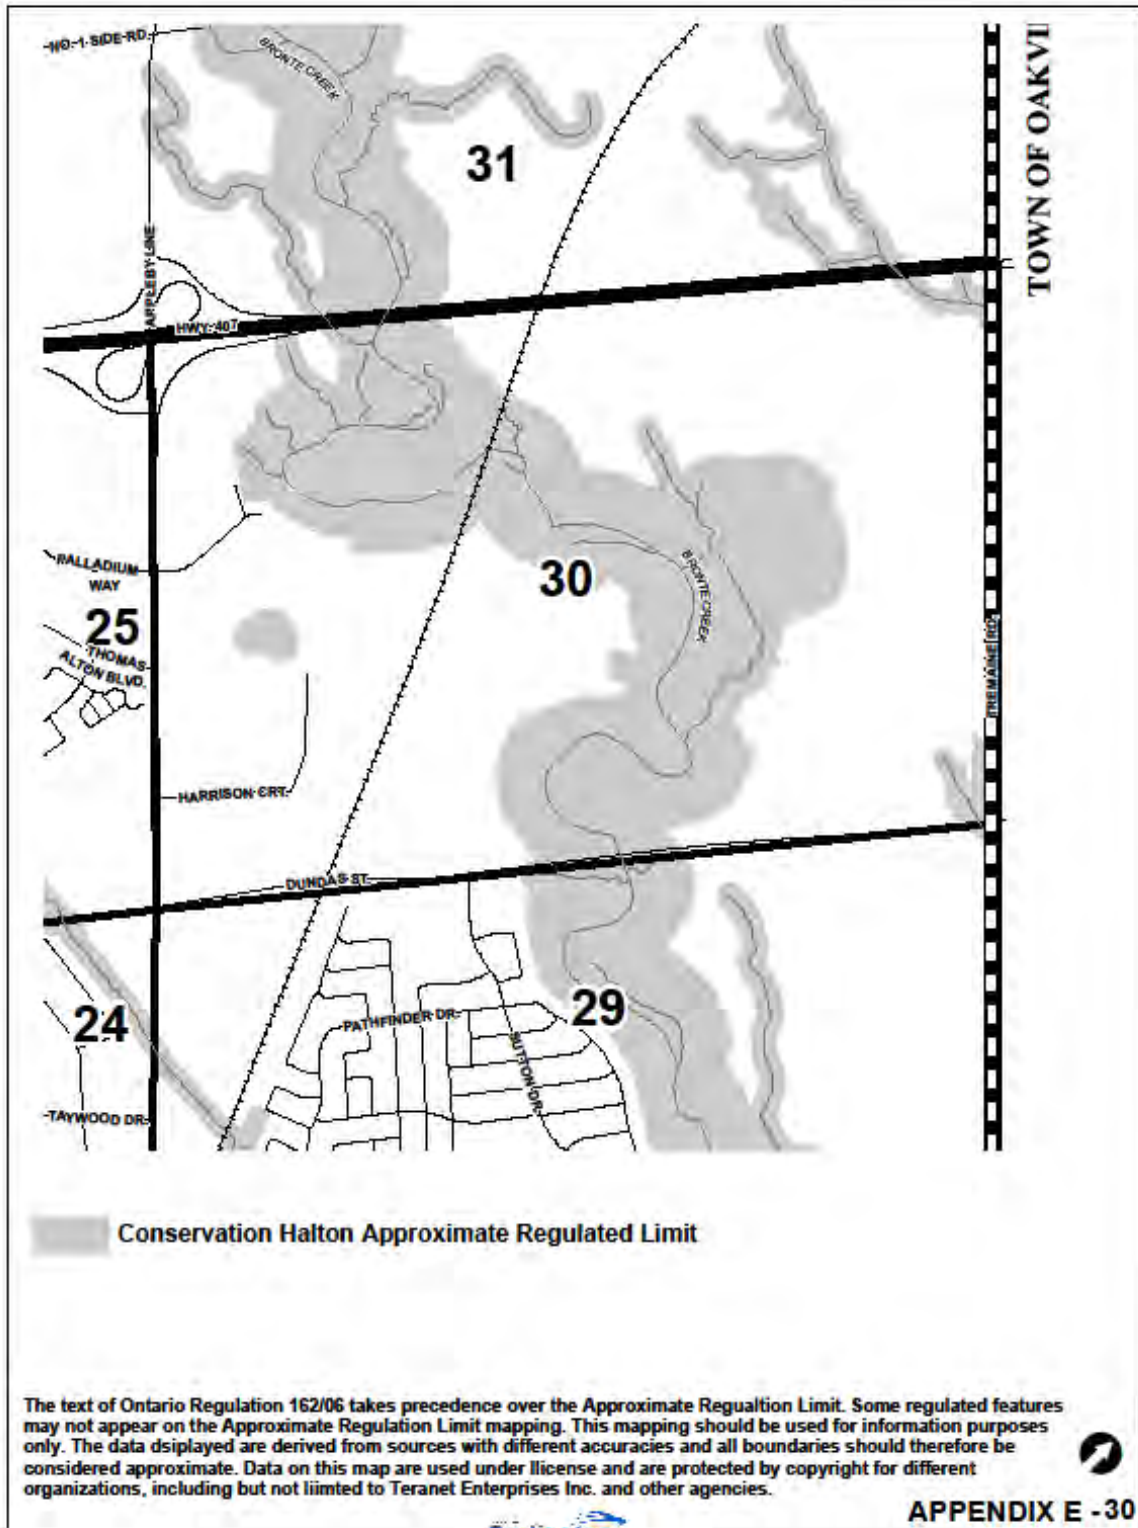 NO. 1 SIDE RD.
BRONTE CREEK
31
TOWN OF OAKVI
APPLEBY LINE
HWY 407
PALLADIUM
WAY
25
THOMAS
ALTON BLVD.
30
BRONTE CREEK
TREMAINE RD.
HARRISON CRT.
DUNDAS ST.
24
PATHFINDER DR.
SUTTON DR.
29
TAYWOOD DR.
Conservation Halton Approximate Regulated Limit
The text of Ontario Regulation 162/06 takes precedence over the Approximate Regualtion Limit. Some regulated features
may not appear on the Approximate Regulation Limit mapping. This mapping should be used for information purposes
only. The data dsiplayed are derived from sources with different accuracies and all boundaries should therefore be
considered approximate. Data on this map are used under llicense and are protected by copyright for different
organizations, including but not liimted to Teranet Enterprises Inc. and other agencies.
APPENDIX E - 30